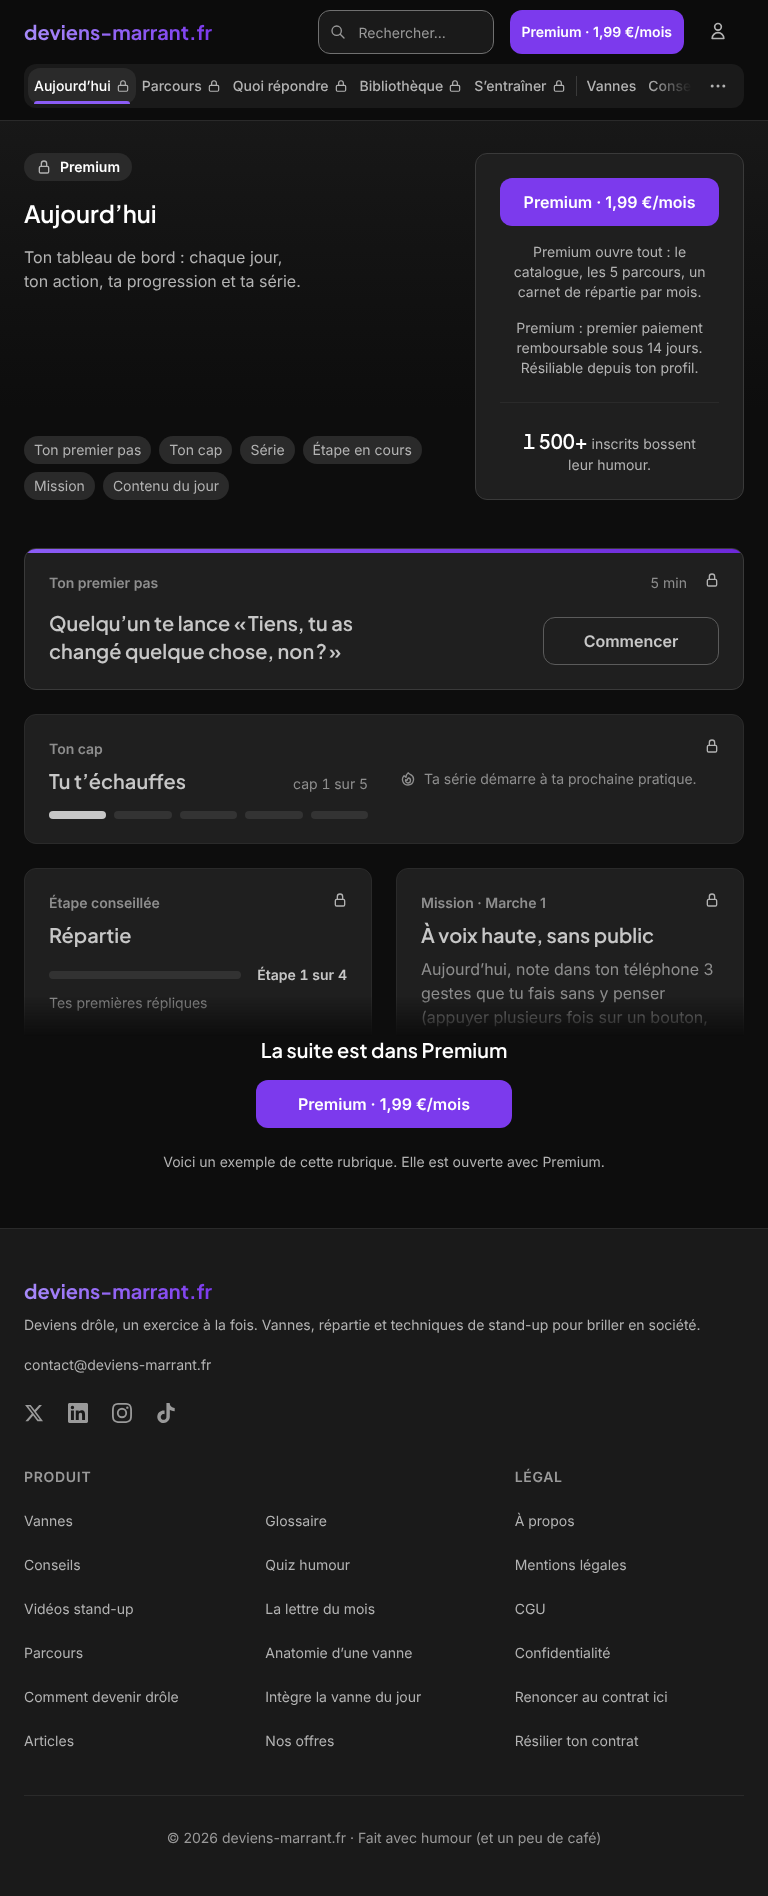 deviens-marrant.fr
Rechercher...
Premium · 1,99 €/mois
Aujourd’hui
Parcours
Quoi répondre
Bibliothèque
S’entraîner
Vannes
Conse
Premium
Aujourd’hui
Ton tableau de bord : chaque jour,
ton action, ta progression et ta série.
Ton premier pas
Ton cap
Série
Étape en cours
Mission
Contenu du jour
Premium · 1,99 €/mois
Premium ouvre tout : le
catalogue, les 5 parcours, un
carnet de répartie par mois.
Premium : premier paiement
remboursable sous 14 jours.
Résiliable depuis ton profil.
1 500+ inscrits bossent
leur humour.
Ton premier pas
5 min
Quelqu’un te lance « Tiens, tu as
changé quelque chose, non ? »
Commencer
Ton cap
Tu t’échauffes
cap 1 sur 5
Ta série démarre à ta prochaine pratique.
Étape conseillée
Répartie
Étape 1 sur 4
Tes premières répliques
Mission · Marche 1
À voix haute, sans public
Aujourd’hui, note dans ton téléphone 3
gestes que tu fais sans y penser
(appuyer plusieurs fois sur un bouton,
La suite est dans Premium
Premium · 1,99 €/mois
Voici un exemple de cette rubrique. Elle est ouverte avec Premium.
deviens-marrant.fr
Deviens drôle, un exercice à la fois. Vannes, répartie et techniques de stand-up pour briller en société.
contact@deviens-marrant.fr
PRODUIT
Vannes
Conseils
Vidéos stand-up
Parcours
Comment devenir drôle
Articles
Glossaire
Quiz humour
La lettre du mois
Anatomie d’une vanne
Intègre la vanne du jour
Nos offres
LÉGAL
À propos
Mentions légales
CGU
Confidentialité
Renoncer au contrat ici
Résilier ton contrat
© 2026 deviens-marrant.fr · Fait avec humour (et un peu de café)